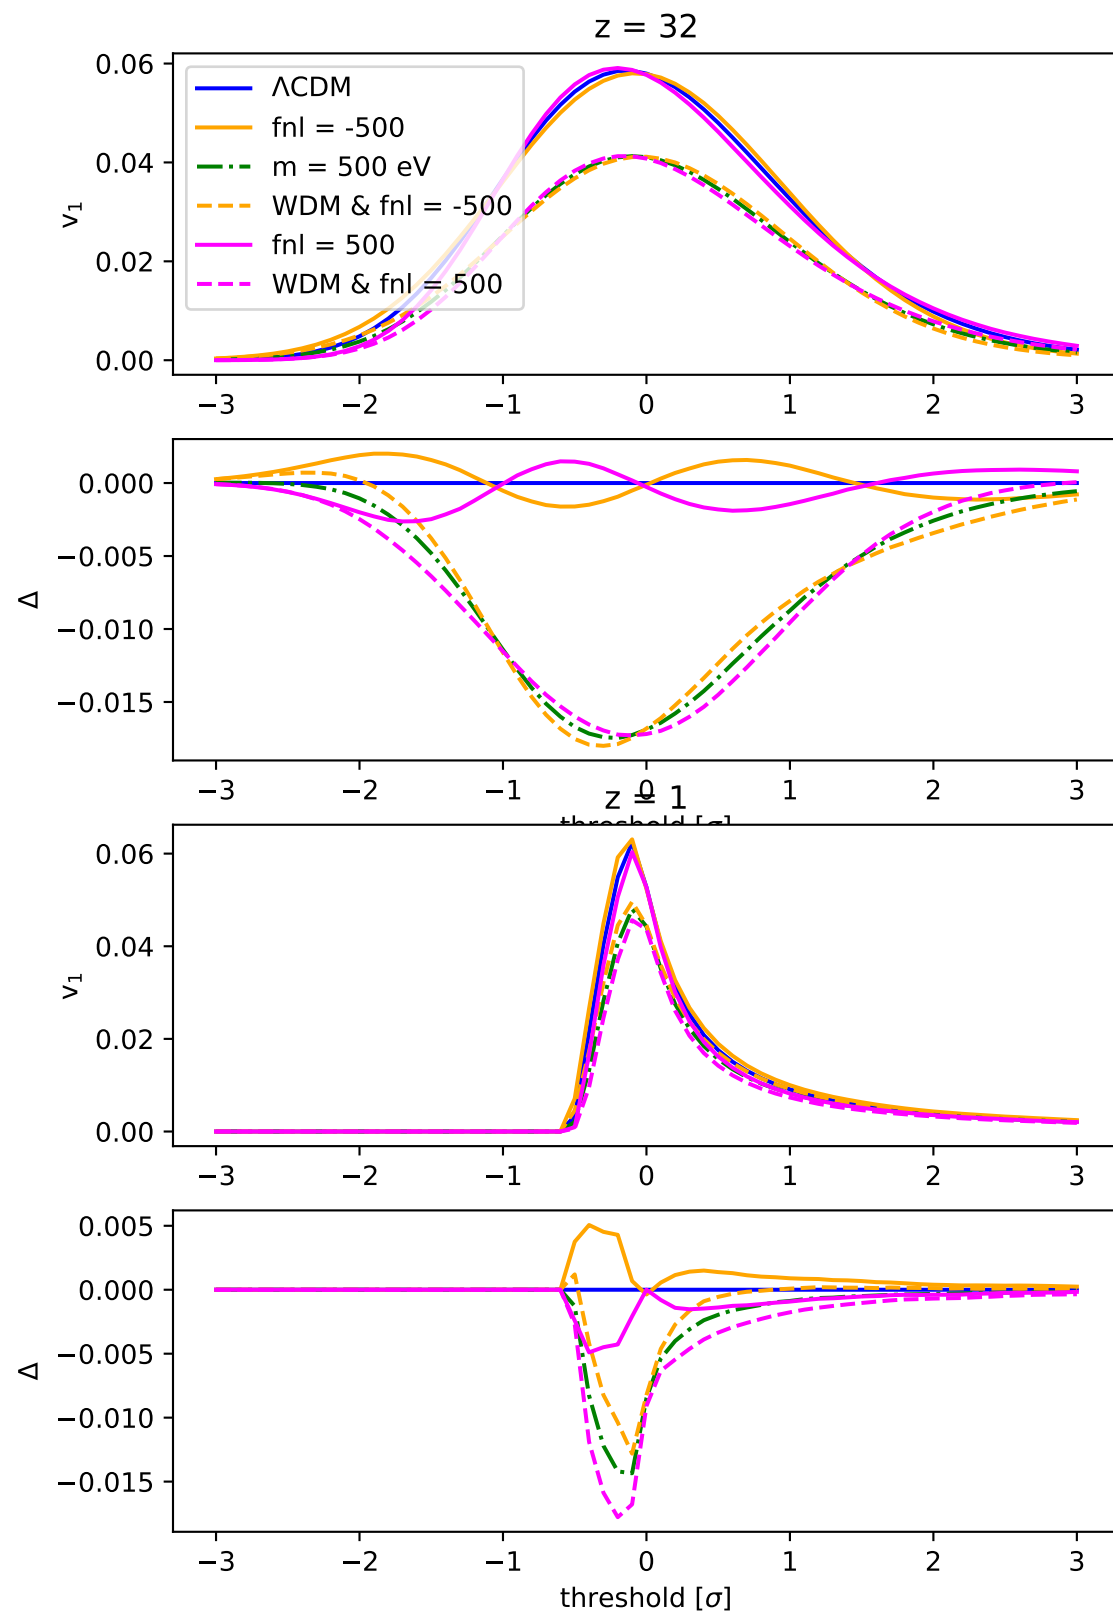 z = 32
0.06
0.04
0.02
0.00
v₁
ΛCDM
fnl = -500
m = 500 eV
WDM & fnl = -500
fnl = 500
WDM & fnl = 500
−3 −2 −1 0 1 2 3
0.000
−0.005
−0.010
−0.015
Δ
−3 −2 −1 0 1 2 3
threshold [σ]
z = 1
0.06
0.04
0.02
0.00
v₁
−3 −2 −1 0 1 2 3
0.005
0.000
−0.005
−0.010
−0.015
Δ
−3 −2 −1 0 1 2 3
threshold [σ]